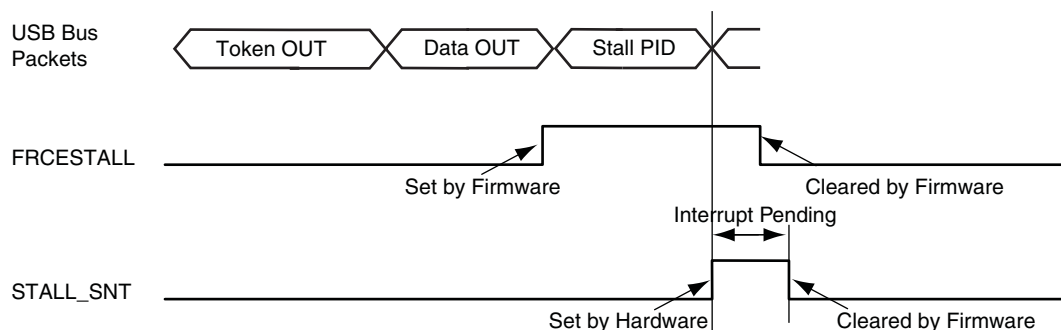 USB Bus
Packets
Token OUT
Data OUT
Stall PID
FRCESTALL
Set by Firmware
Cleared by Firmware
Interrupt Pending
STALL_SNT
Set by Hardware
Cleared by Firmware